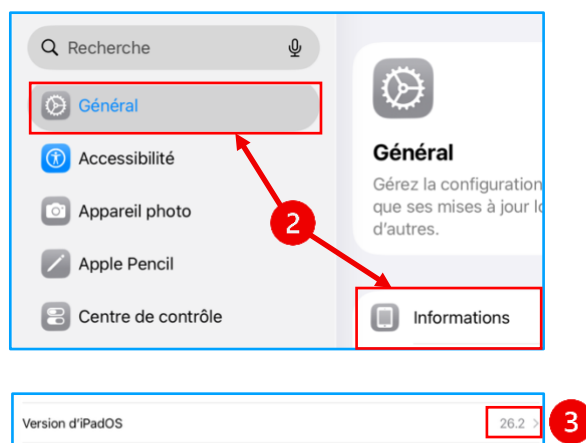 Recherche
Général
Accessibilité
Appareil photo
Apple Pencil
Centre de contrôle
Général
Gérez la configuration
que ses mises à jour
d'autres.
Informations
2
Version d'iPadOS
26.2
3